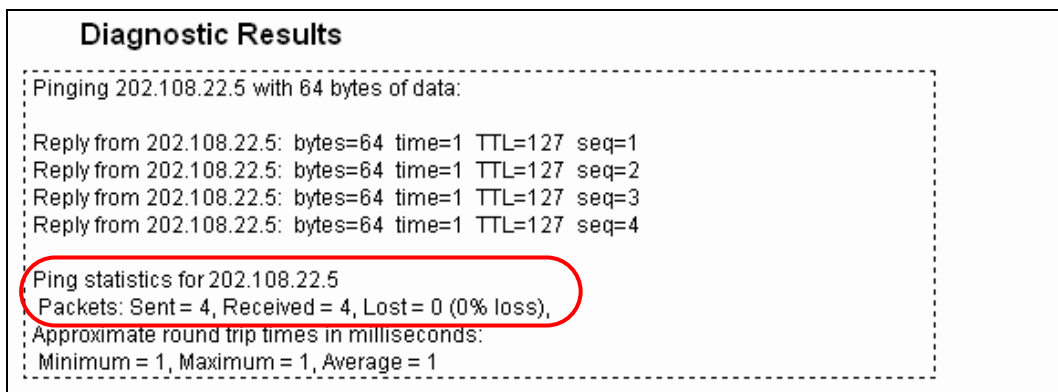 Diagnostic Results
Pinging 202.108.22.5 with 64 bytes of data:
Reply from 202.108.22.5: bytes=64 time=1 TTL=127 seq=1
Reply from 202.108.22.5: bytes=64 time=1 TTL=127 seq=2
Reply from 202.108.22.5: bytes=64 time=1 TTL=127 seq=3
Reply from 202.108.22.5: bytes=64 time=1 TTL=127 seq=4
Ping statistics for 202.108.22.5
Packets: Sent = 4, Received = 4, Lost = 0 (0% loss),
Approximate round trip times in milliseconds:
Minimum = 1, Maximum = 1, Average = 1